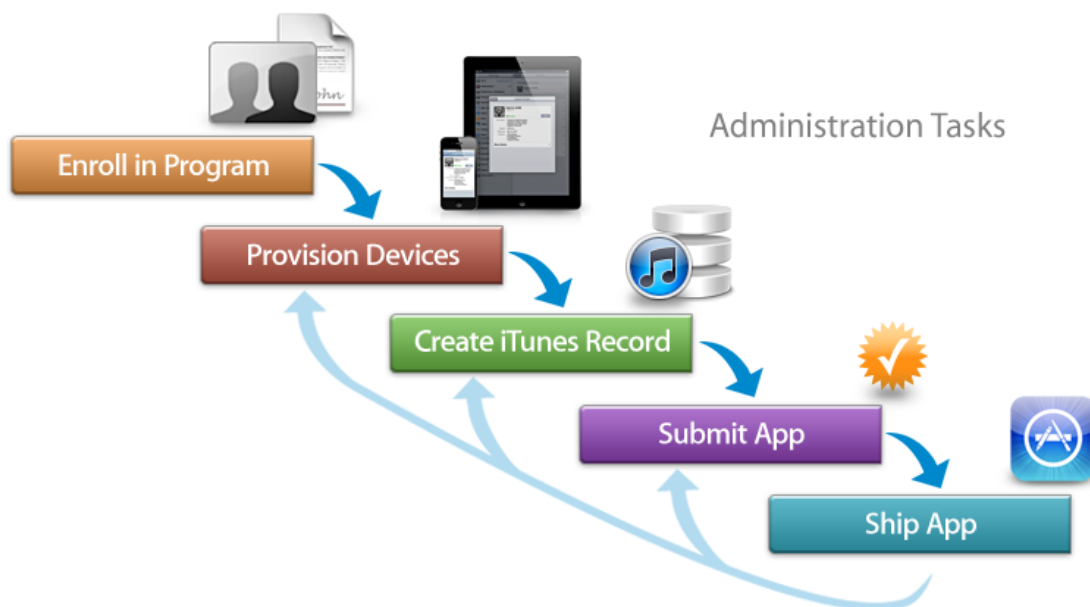 Administration Tasks
Enroll in Program
Provision Devices
Create iTunes Record
Submit App
Ship App